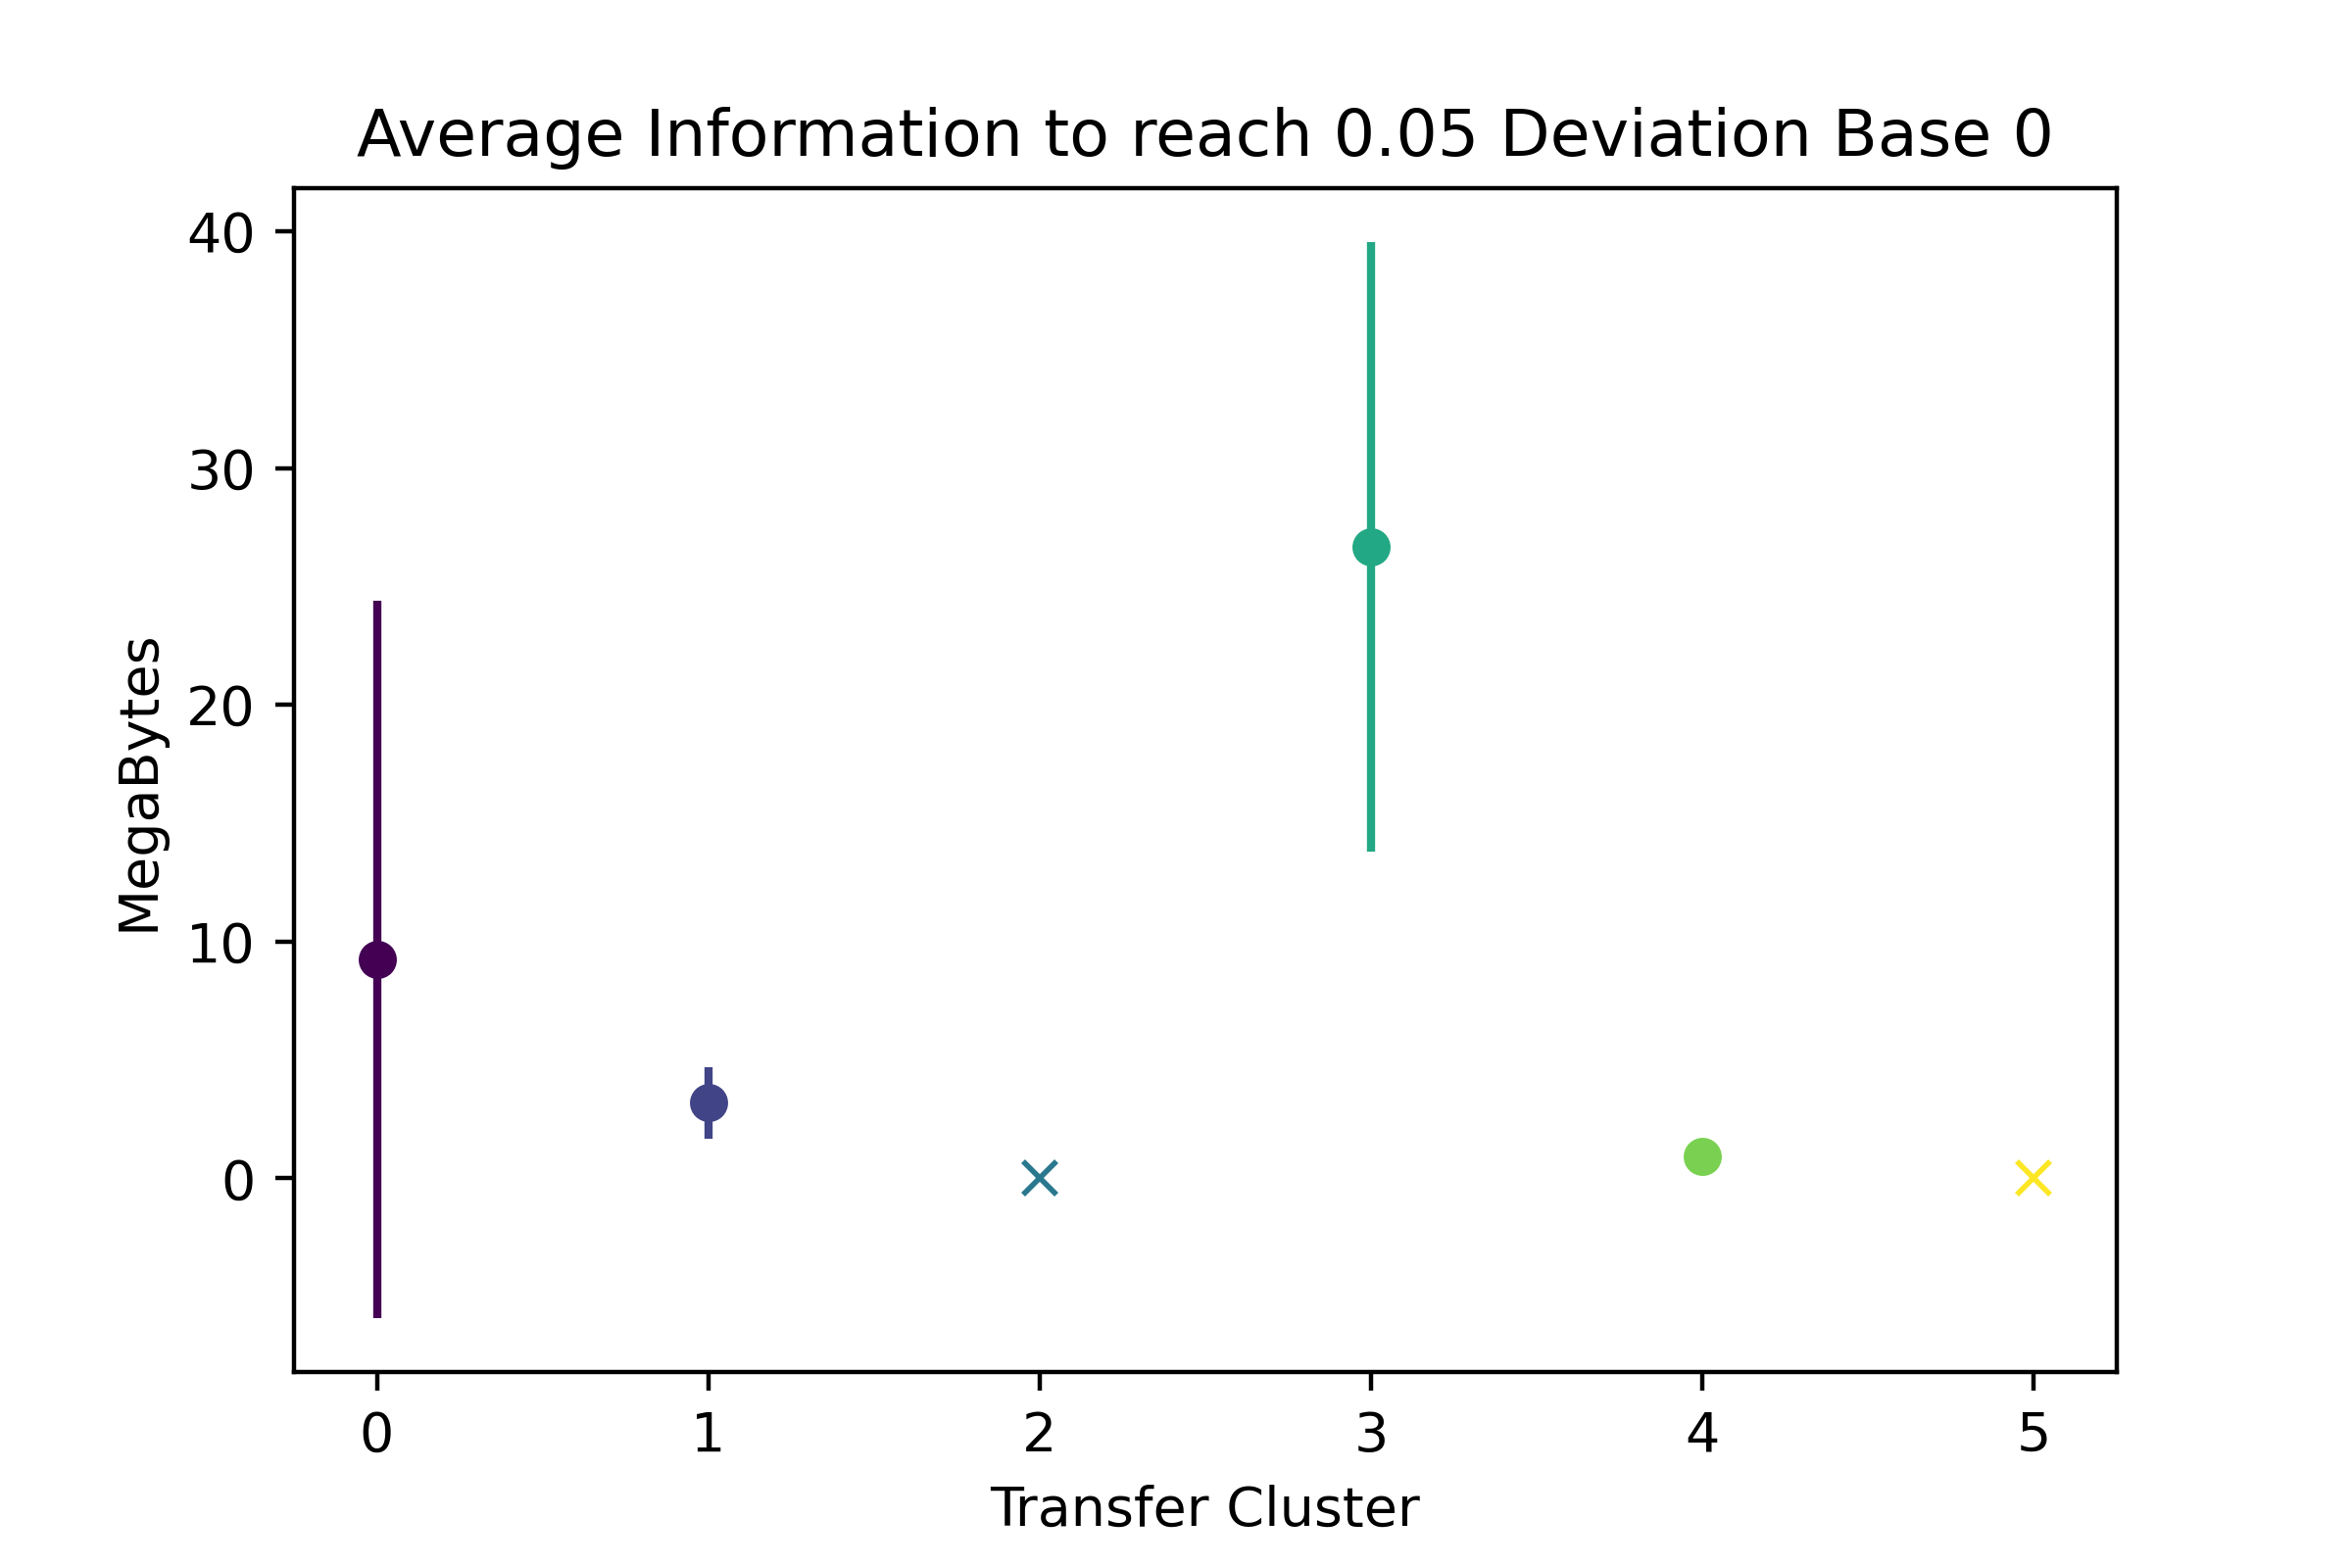 Average Information to reach 0.05 Deviation Base 0
40
30
20
10
0
MegaBytes
0 1 2 3 4 5
Transfer Cluster